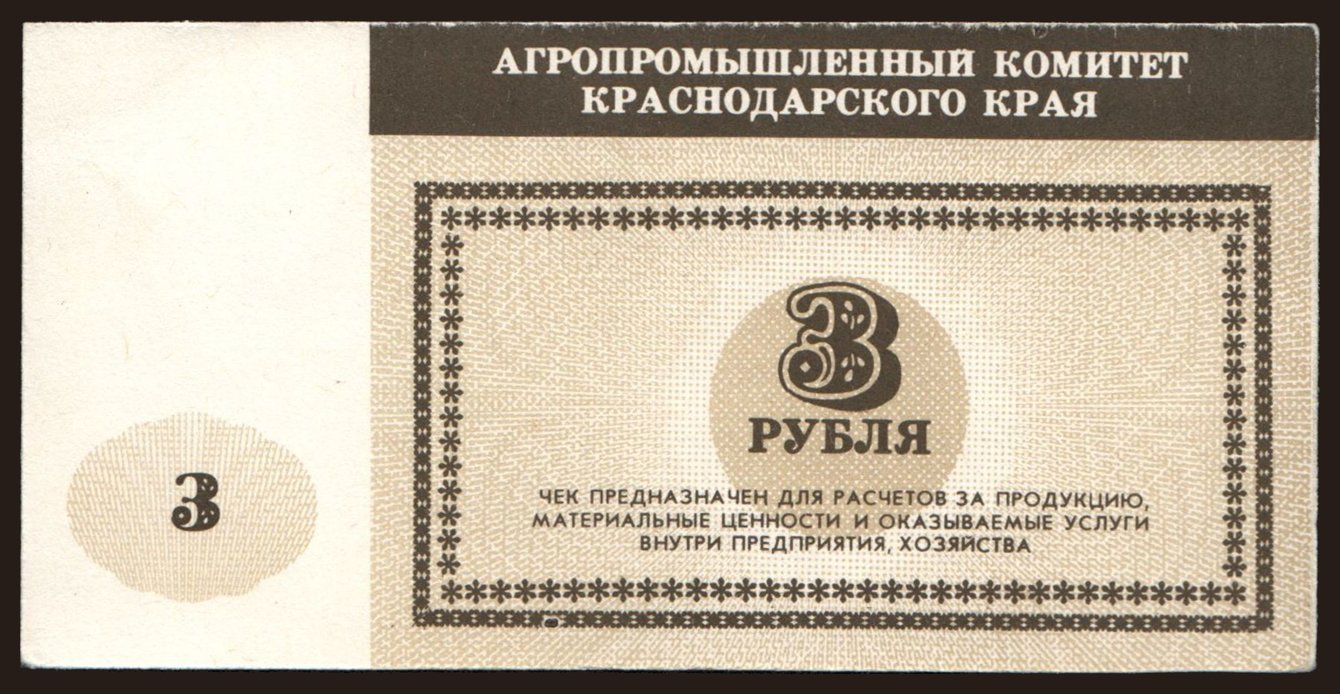 АГРОПРОМЫШЛЕННЫЙ КОМИТЕТ
КРАСНОДАРСКОГО КРАЯ
3
РУБЛЯ
ЧЕК ПРЕДНАЗНАЧЕН ДЛЯ РАСЧЕТОВ ЗА ПРОДУКЦИЮ,
МАТЕРИАЛЬНЫЕ ЦЕННОСТИ И ОКАЗЫВАЕМЫЕ УСЛУГИ
ВНУТРИ ПРЕДПРИЯТИЯ, ХОЗЯЙСТВА
3